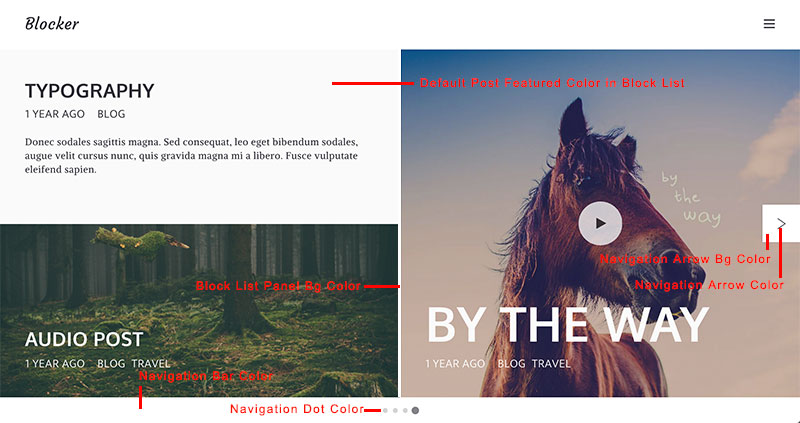 Blocker
TYPOGRAPHY
1 YEAR AGO BLOG
Donec sodales sagittis magna. Sed consequat, leo eget bibendum sodales,
augue velit cursus nunc, quis gravida magna mi a libero. Fusce vulputate
eleifend sapien.
Default Post Featured Color in Block List
by
the
way
Navigation Arrow Bg Color
Navigation Arrow Color
Block List Panel Bg Color
BY THE WAY
1 YEAR AGO BLOG TRAVEL
AUDIO POST
1 YEAR AGO BLOG TRAVEL
Navigation Bar Color
Navigation Dot Color